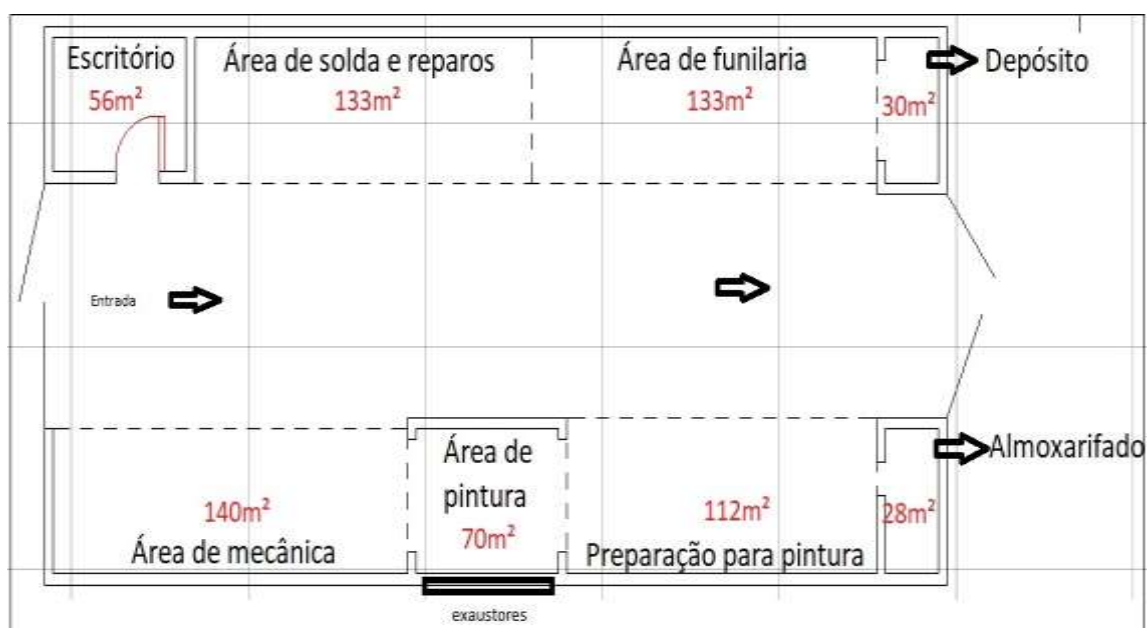 Escritório
56m²
Área de solda e reparos
133m²
Área de funilaria
133m²
30m²
Depósito
Entrada
140m²
Área de mecânica
Área de
pintura
70m²
112m²
Preparação para pintura
28m²
Almoxarifado
exaustores